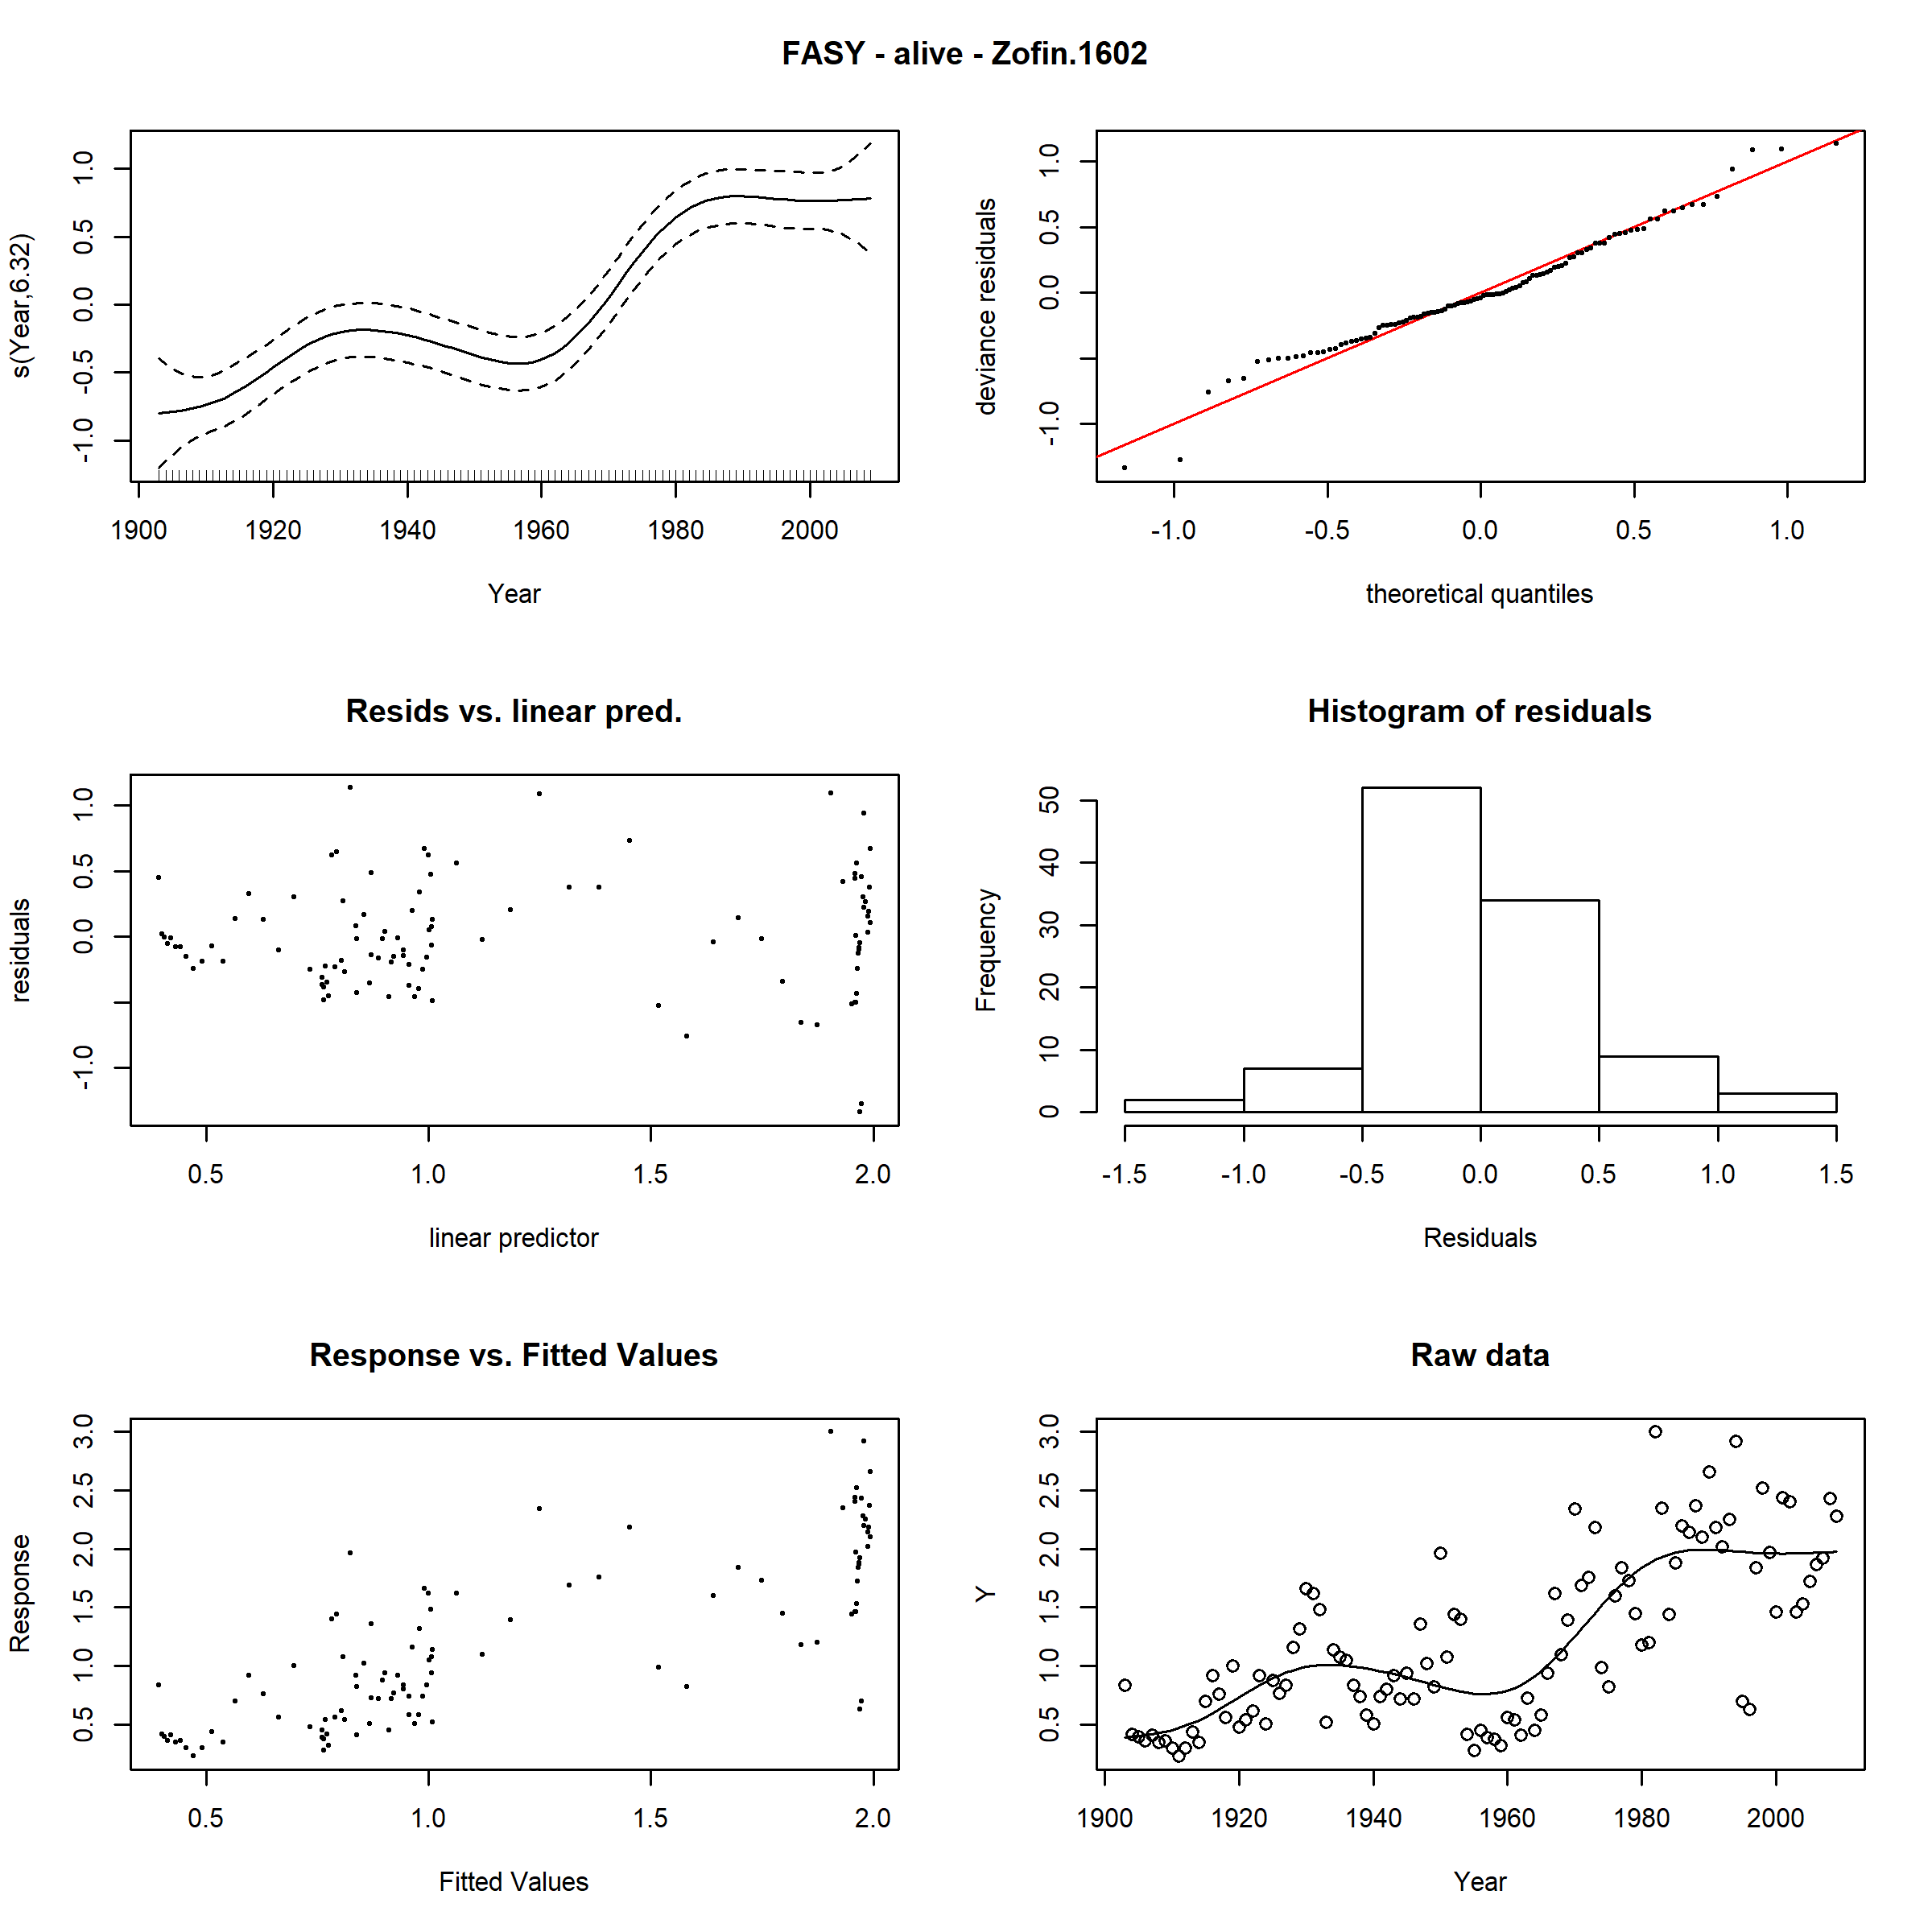 FASY - alive - Zofin.1602
s(Year,6.32)
1.0
0.5
0.0
-0.5
-1.0
1900 1920 1940 1960 1980 2000
Year
deviance residuals
1.0
0.5
0.0
-1.0
-1.0 -0.5 0.0 0.5 1.0
theoretical quantiles
Resids vs. linear pred.
residuals
1.0
0.5
0.0
-1.0
0.5 1.0 1.5 2.0
linear predictor
Histogram of residuals
Frequency
50
40
30
20
10
0
-1.5 -1.0 -0.5 0.0 0.5 1.0 1.5
Residuals
Response vs. Fitted Values
Response
3.0
2.5
2.0
1.5
1.0
0.5
0.5 1.0 1.5 2.0
Fitted Values
Raw data
Y
3.0
2.5
2.0
1.5
1.0
0.5
1900 1920 1940 1960 1980 2000
Year